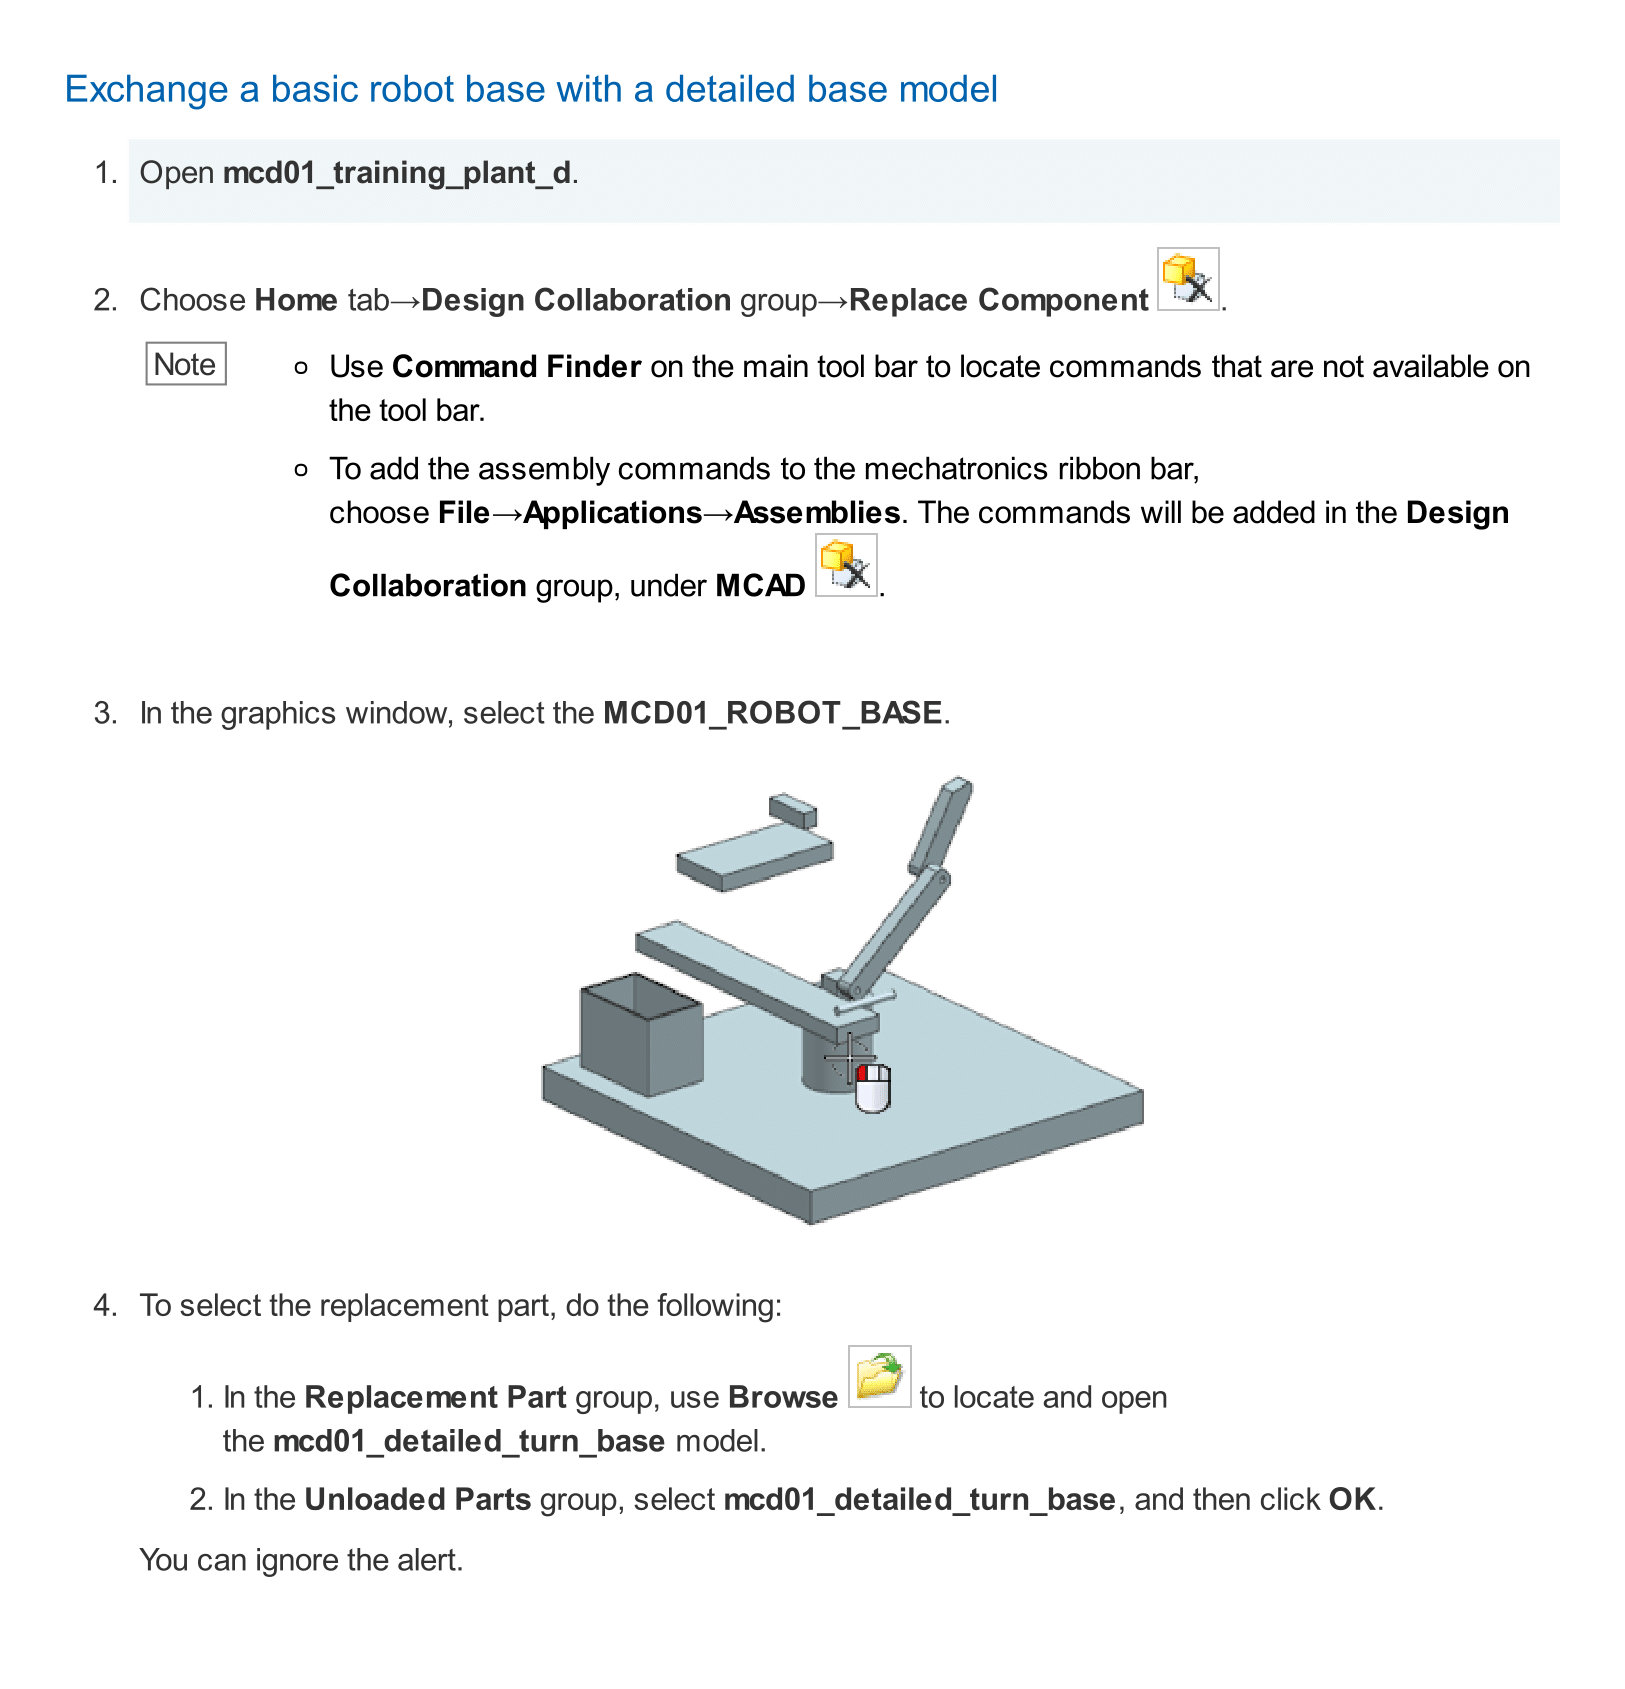 Exchange a basic robot base with a detailed base model
1. Open mcd01_training_plant_d.
2. Choose Home tab→Design Collaboration group→Replace Component .
Note
○ Use Command Finder on the main tool bar to locate commands that are not available on
the tool bar.
○ To add the assembly commands to the mechatronics ribbon bar,
choose File→Applications→Assemblies. The commands will be added in the Design
Collaboration group, under MCAD .
3. In the graphics window, select the MCD01_ROBOT_BASE.
4. To select the replacement part, do the following:
1. In the Replacement Part group, use Browse to locate and open
the mcd01_detailed_turn_base model.
2. In the Unloaded Parts group, select mcd01_detailed_turn_base, and then click OK.
You can ignore the alert.